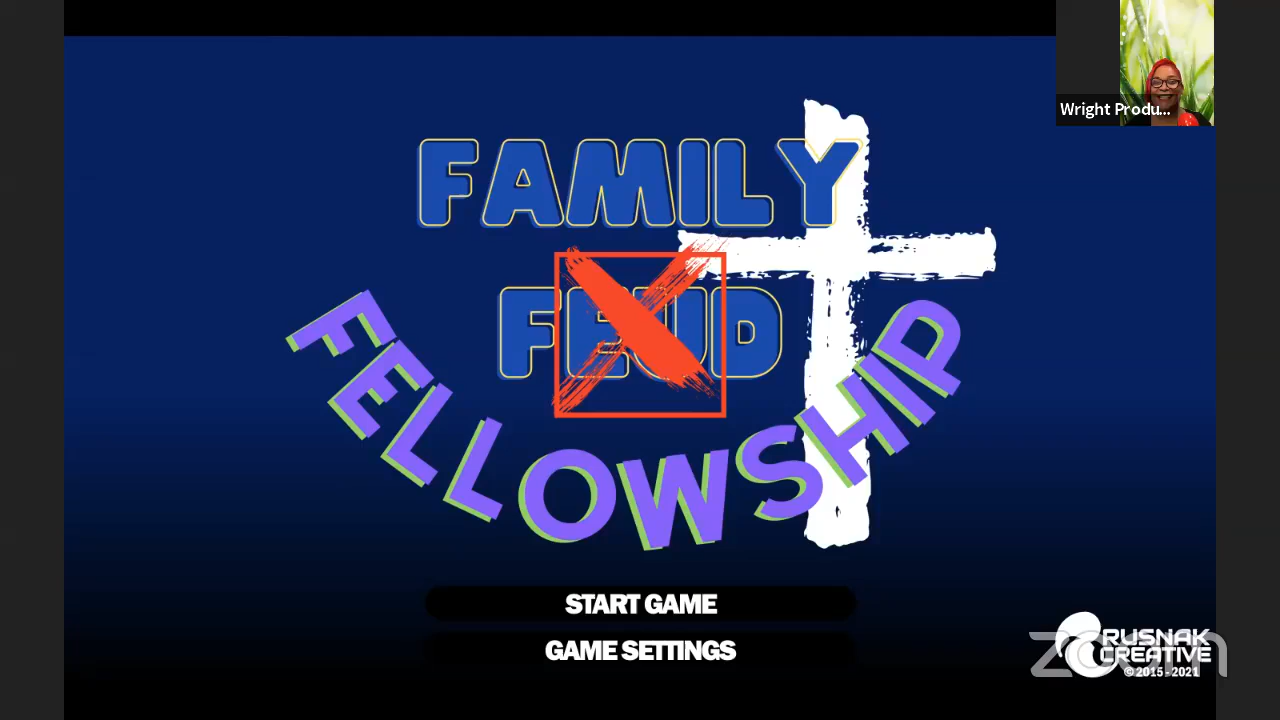 Wright Produ...
FAMILY
FEUD
FELLOWSHIP
START GAME
GAME SETTINGS
RUSNAK
CREATIVE
© 2015 - 2021
zoom